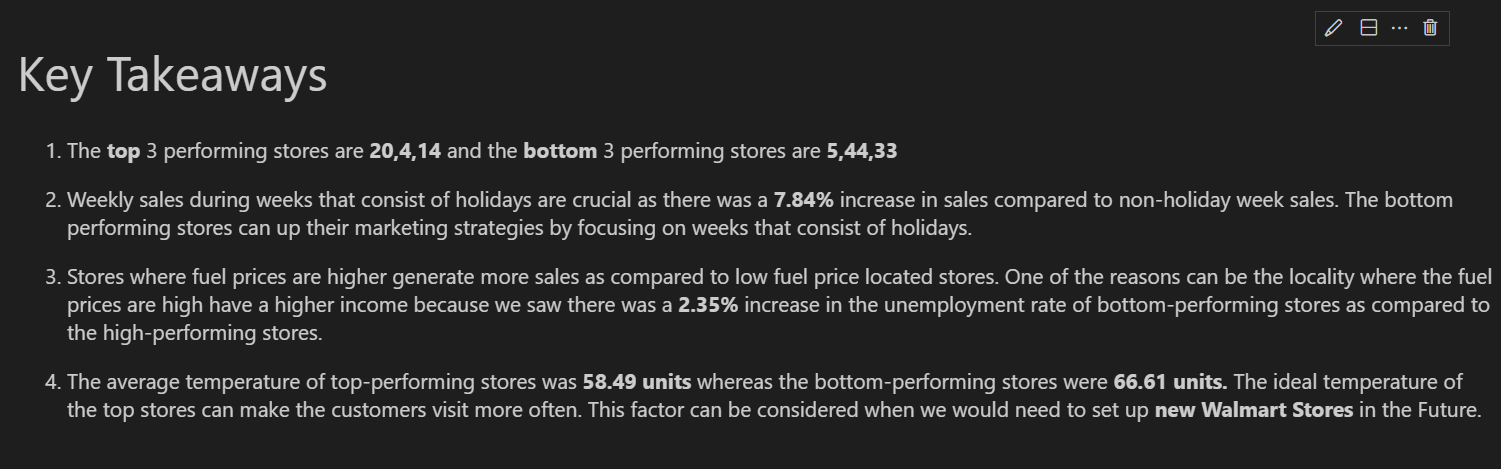 Key Takeaways
1. The top 3 performing stores are 20,4,14 and the bottom 3 performing stores are 5,44,33
2. Weekly sales during weeks that consist of holidays are crucial as there was a 7.84% increase in sales compared to non-holiday week sales. The bottom
performing stores can up their marketing strategies by focusing on weeks that consist of holidays.
3. Stores where fuel prices are higher generate more sales as compared to low fuel price located stores. One of the reasons can be the locality where the fuel
prices are high have a higher income because we saw there was a 2.35% increase in the unemployment rate of bottom-performing stores as compared to
the high-performing stores.
4. The average temperature of top-performing stores was 58.49 units whereas the bottom-performing stores were 66.61 units. The ideal temperature of
the top stores can make the customers visit more often. This factor can be considered when we would need to set up new Walmart Stores in the Future.